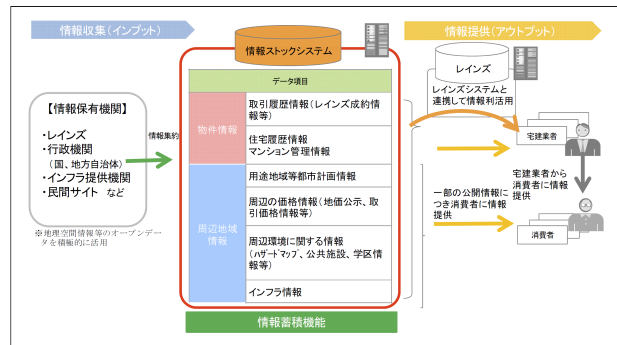 情報収集(インプット)
情報ストックシステム
情報提供(アウトプット)
データ項目
レインズ
レインズシステムと
連携して情報利活用
【情報保有機関】
・レインズ
・行政機関
(国、地方自治体)
・インフラ提供機関
・民間サイト など
※地理空間情報等のオープンデー
タを積極的に活用
情報集約
物件情報
取引履歴情報(レインズ成約情
報等)
住宅履歴情報
マンション管理情報
周辺地域
情報
用途地域等都市計画情報
周辺の価格情報(地価公示、取
引価格情報等)
周辺環境に関する情報
(ハザードマップ、公共施設、学区情
報等)
インフラ情報
情報蓄積機能
宅建業者
一部の公開情報に
つき消費者に情報
提供
宅建業者から
消費者に情報
提供
消費者